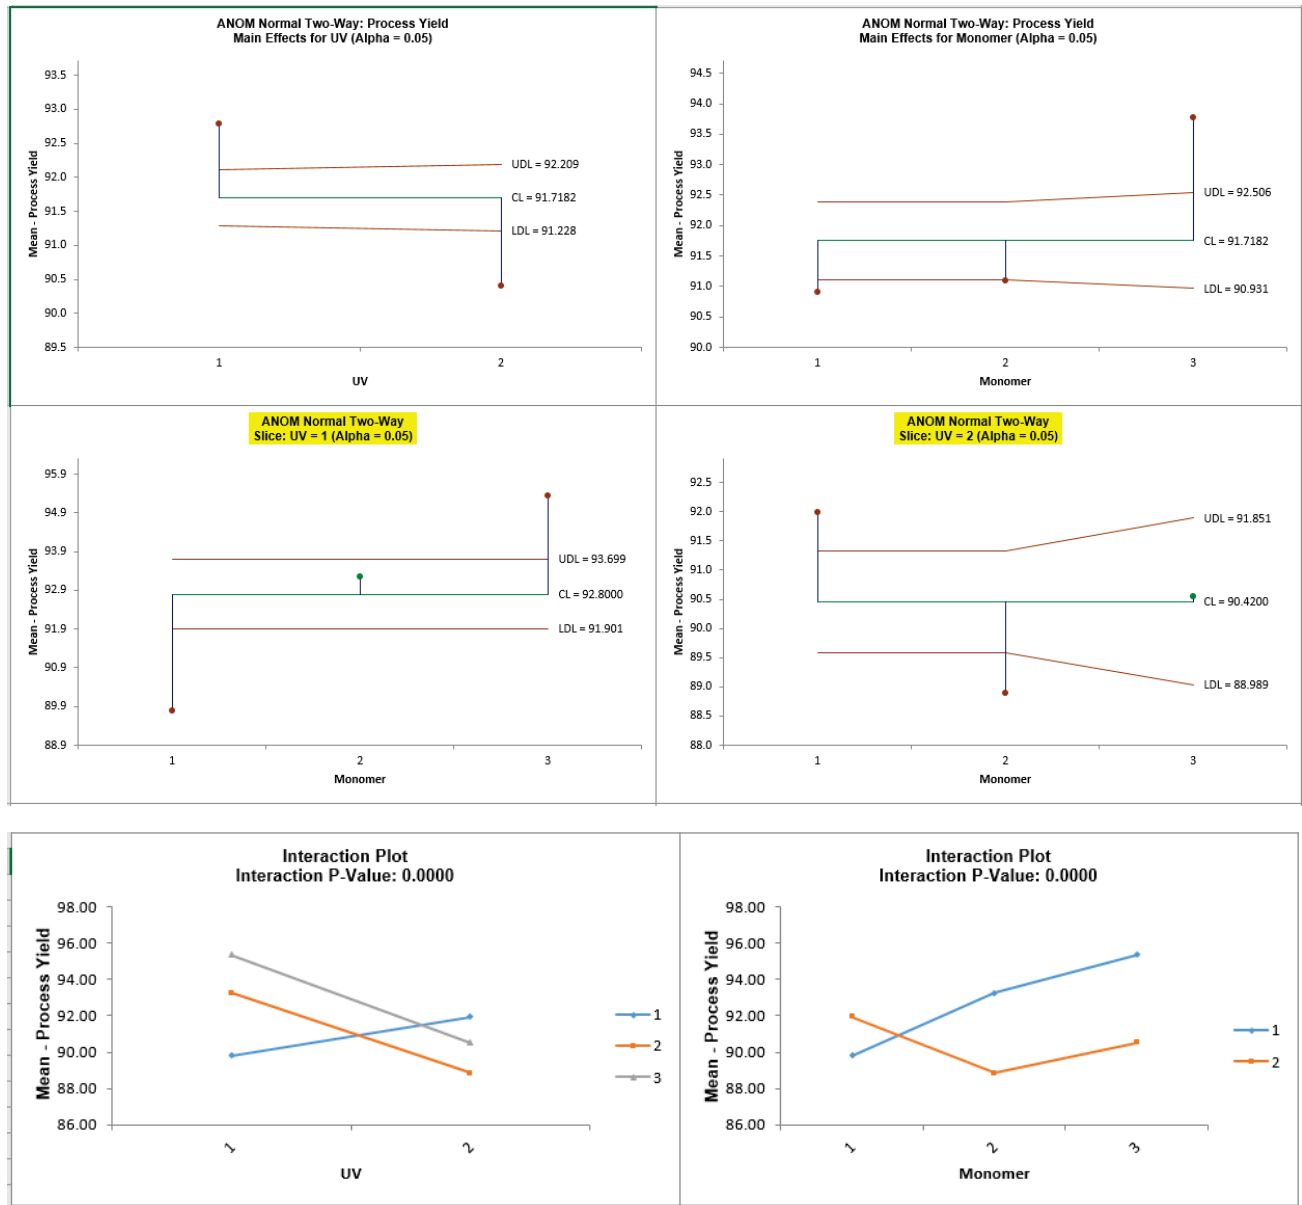 ANOM Normal Two-Way: Process Yield
Main Effects for UV (Alpha = 0.05)
Mean - Process Yield
93.5
93.0
92.5
92.0
91.5
91.0
90.5
90.0
89.5
UDL = 92.209
CL = 91.7182
LDL = 91.228
1
2
UV
ANOM Normal Two-Way: Process Yield
Main Effects for Monomer (Alpha = 0.05)
Mean - Process Yield
94.5
94.0
93.5
93.0
92.5
92.0
91.5
91.0
90.5
90.0
UDL = 92.506
CL = 91.7182
LDL = 90.931
1
2
3
Monomer
ANOM Normal Two-Way
Slice: UV = 1 (Alpha = 0.05)
Mean - Process Yield
95.9
94.9
93.9
92.9
91.9
90.9
89.9
88.9
UDL = 93.699
CL = 92.8000
LDL = 91.901
1
2
3
Monomer
ANOM Normal Two-Way
Slice: UV = 2 (Alpha = 0.05)
Mean - Process Yield
92.5
92.0
91.5
91.0
90.5
90.0
89.5
89.0
88.5
88.0
UDL = 91.851
CL = 90.4200
LDL = 88.989
1
2
3
Monomer
Interaction Plot
Interaction P-Value: 0.0000
Mean - Process Yield
98.00
96.00
94.00
92.00
90.00
88.00
86.00
1
2
UV
1
2
3
Interaction Plot
Interaction P-Value: 0.0000
Mean - Process Yield
98.00
96.00
94.00
92.00
90.00
88.00
86.00
1
2
3
Monomer
1
2